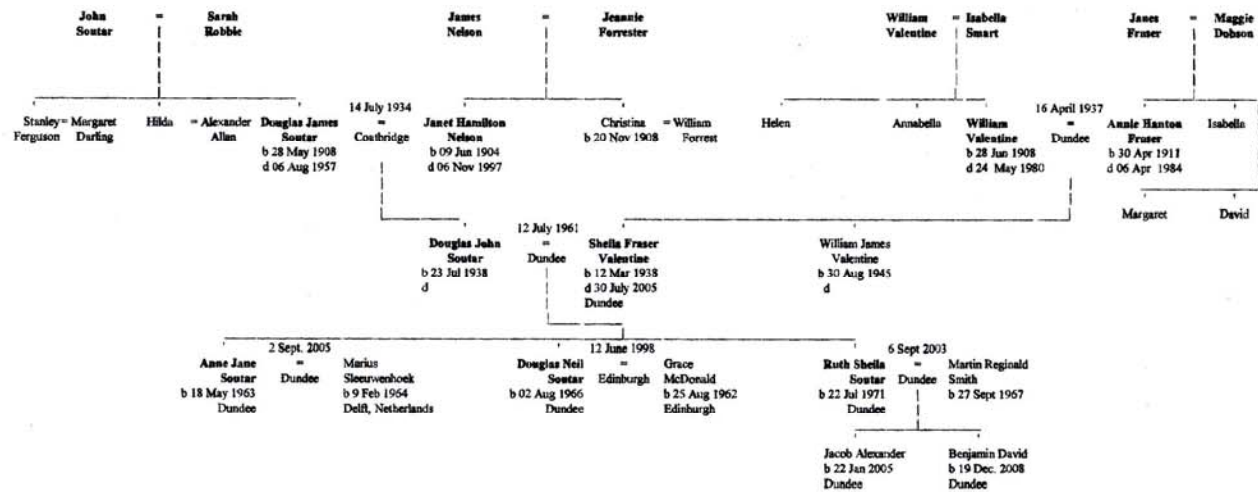 John = Sarah James = Jeannie William = Isabella Janes = Maggie
Soutar Robbie Nelson Forrester Valentine Smart Fraser Dobson
14 July 1934 16 April 1937
Stanley = Margaret Hilda = Alexander Douglas James = Janet Hamilton Christina = William Helen Annabella William = Annie Hanton Isabella
Ferguson Darling Allan Soutar Coatbridge Nelson b 20 Nov 1908 Forrest Valentine Dundee Fraser
b 28 May 1908 b 09 Jun 1904 b 28 Jun 1908 b 30 Apr 1911
d 06 Aug 1957 d 06 Nov 1997 d 24 May 1980 d 06 Apr 1984
Margaret David
12 July 1961
Douglas John = Sheila Fraser William James
Soutar Dundee Valentine Valentine
b 23 Jul 1938 b 12 Mar 1938 b 30 Aug 1945
d d 30 July 2005 d
Dundee
2 Sept. 2005 12 June 1998 6 Sept 2003
Anne Jane = Marius Douglas Neil = Grace Ruth Sheila = Martin Reginald
Soutar Dundee Sleeuwenhoek Soutar Edinburgh McDonald Soutar Dundee Smith
b 18 May 1963 b 9 Feb 1964 b 02 Aug 1966 b 25 Aug 1962 b 22 Jul 1971 b 27 Sept 1967
Dundee Delft, Netherlands Dundee Edinburgh Dundee
Jacob Alexander Benjamin David
b 22 Jan 2005 b 19 Dec. 2008
Dundee Dundee